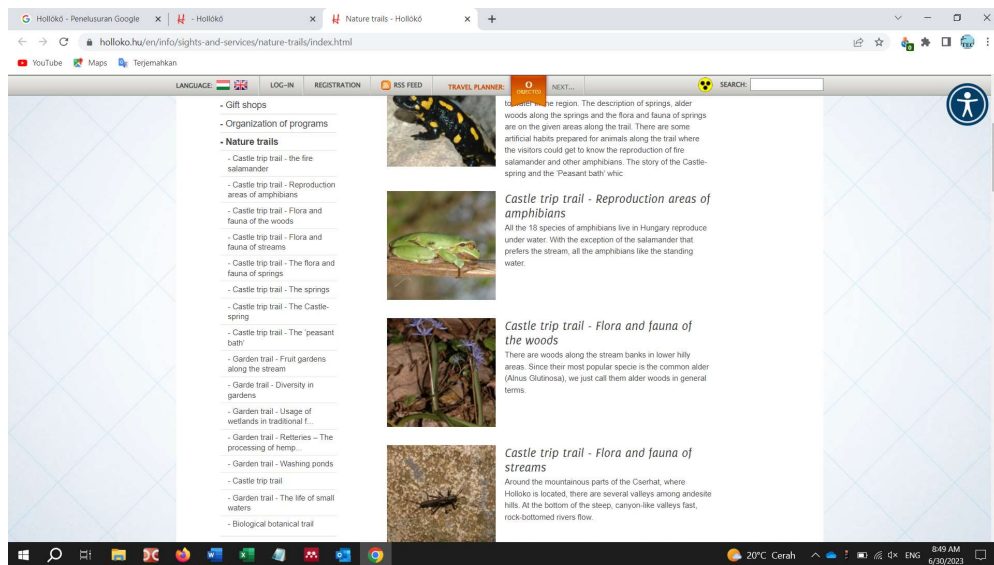 Hollókő - Penelusuran Google
- Hollókő
Nature trails - Hollókő
holloko.hu/en/info/sights-and-services/nature-trails/index.html
YouTube
Maps
Terjemahkan
LANGUAGE:
LOG-IN
REGISTRATION
RSS FEED
TRAVEL PLANNER:
0
OBJECTED
NEXT...
SEARCH:
- Gift shops
- Organization of programs
- Nature trails
- Castle trip trail - the fire
salamander
- Castle trip trail - Reproduction
areas of amphibians
- Castle trip trail - Flora and
fauna of the woods
- Castle trip trail - Flora and
fauna of streams
- Castle trip trail - The flora and
fauna of springs
- Castle trip trail - The springs
- Castle trip trail - The Castle-
spring
- Castle trip trail - The 'peasant
bath'
- Garden trail - Fruit gardens
along the stream
- Garde trail - Diversity in
gardens
- Garden trail - Usage of
wetlands in traditional f...
- Garden trail - Retteries – The
processing of hemp...
- Garden trail - Washing ponds
- Castle trip trail
- Garden trail - The life of small
waters
- Biological botanical trail
to water in the region. The description of springs, alder
woods along the springs and the flora and fauna of springs
are on the given areas along the trail. There are some
artificial habits prepared for animals along the trail where
the visitors could get to know the reproduction of fire
salamander and other amphibians. The story of the Castle-
spring and the 'Peasant bath' whic
Castle trip trail - Reproduction areas of
amphibians
All the 18 species of amphibians live in Hungary reproduce
under water. With the exception of the salamander that
prefers the stream, all the amphibians like the standing
water.
Castle trip trail - Flora and fauna of
the woods
There are woods along the stream banks in lower hilly
areas. Since their most popular specie is the common alder
(Alnus Glutinosa), we just call them alder woods in general
terms.
Castle trip trail - Flora and fauna of
streams
Around the mountainous parts of the Cserhat, where
Holloko is located, there are several valleys among andesite
hills. At the bottom of the steep, canyon-like valleys fast,
rock-bottomed rivers flow.
20°C Cerah
ENG
8:49 AM
6/30/2023